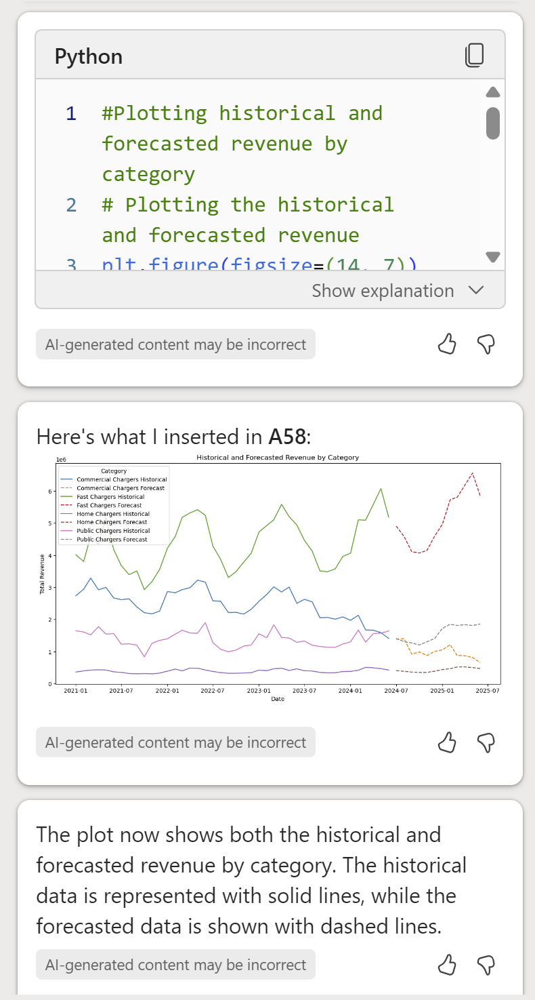 Python
1 #Plotting historical and
forecasted revenue by
category
2 # Plotting the historical
and forecasted revenue
3 plt.figure(figsize=(14, 7))
Show explanation
AI-generated content may be incorrect
Here's what I inserted in A58:
Historical and Forecasted Revenue by Category
1e6
Category
Commercial Chargers Historical
Commercial Chargers Forecast
Fast Chargers Historical
Fast Chargers Forecast
Home Chargers Historical
Home Chargers Forecast
Public Chargers Historical
Public Chargers Forecast
6
5
4
3
2
1
0
Total Revenue
2021-01 2021-07 2022-01 2022-07 2023-01 2023-07 2024-01 2024-07 2025-01 2025-07
Date
AI-generated content may be incorrect
The plot now shows both the historical and
forecasted revenue by category. The historical
data is represented with solid lines, while the
forecasted data is shown with dashed lines.
AI-generated content may be incorrect